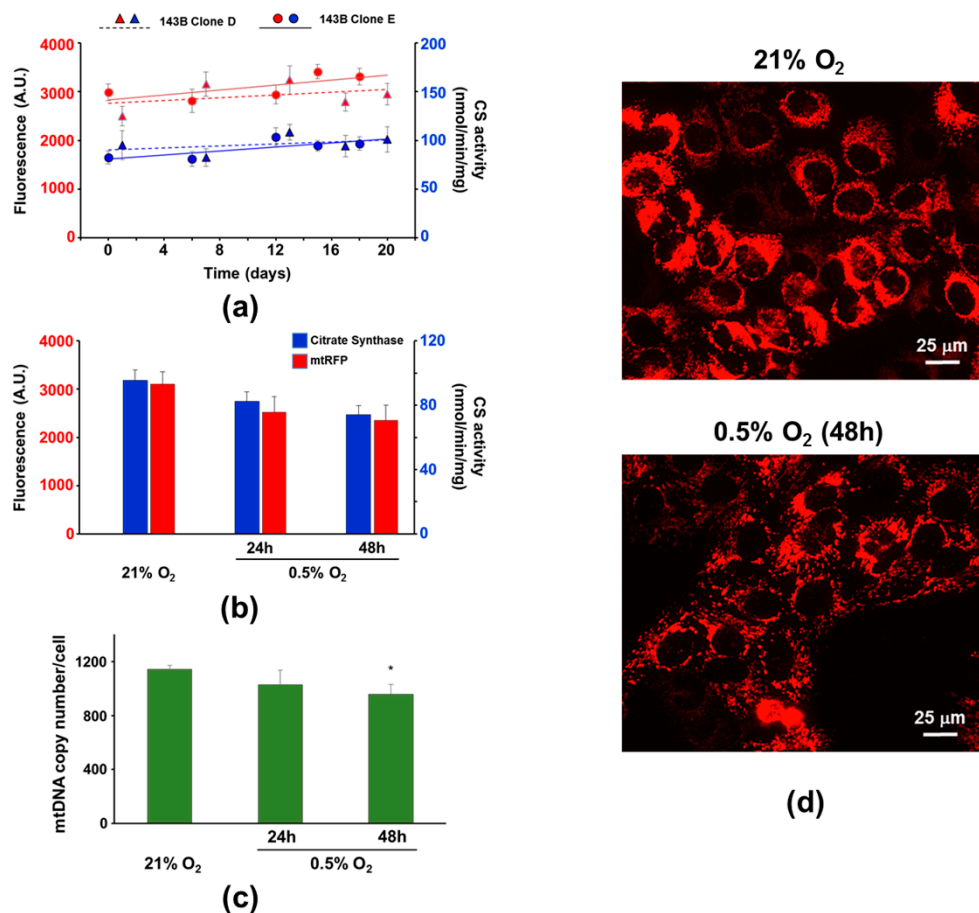 143B Clone D
143B Clone E
4000
3000
2000
1000
0
Fluorescence (A.U.)
200
150
100
50
0
CS activity
(nmol/min/mg)
0 4 8 12 16 20
Time (days)
(a)
4000
3000
2000
1000
0
Fluorescence (A.U.)
Citrate Synthase
mtRFP
120
80
40
0
CS activity
(nmol/min/mg)
24h 48h
21% O₂ 0.5% O₂
(b)
1200
800
400
0
mtDNA copy number/cell
*
24h 48h
21% O₂ 0.5% O₂
(c)
21% O₂
25 µm
0.5% O₂ (48h)
25 µm
(d)